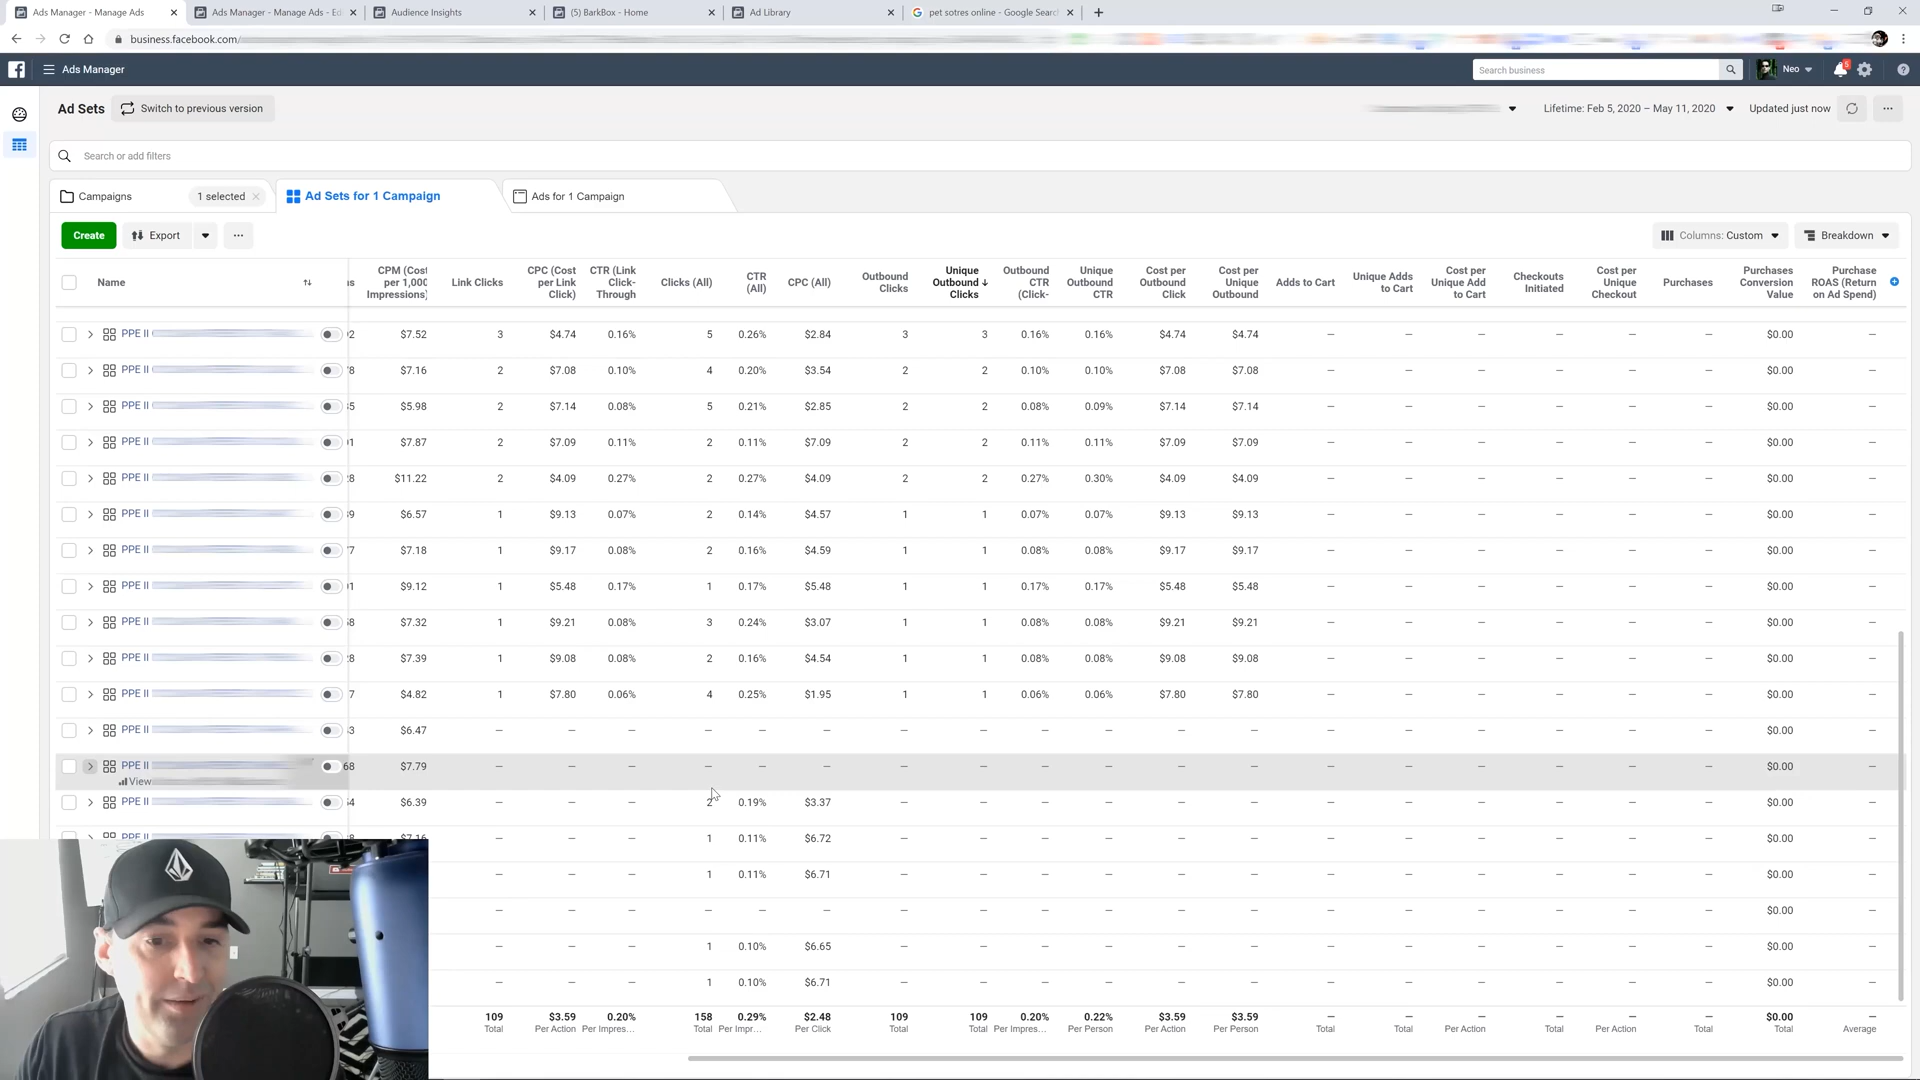 Ads Manager - Manage Ads
Ads Manager - Manage Ads - Ed
Audience Insights
(5) BarkBox - Home
Ad Library
pet sotres online - Google Searc
business.facebook.com/
Ads Manager
Search business
Neo
5
Ad Sets
Switch to previous version
Lifetime: Feb 5, 2020 – May 11, 2020
Updated just now
Search or add filters
Campaigns
1 selected
Ad Sets for 1 Campaign
Ads for 1 Campaign
Create
Export
Columns: Custom
Breakdown
Name
CPM (Cost per 1,000 Impressions)
Link Clicks
CPC (Cost per Link Click)
CTR (Link Click-Through
Clicks (All)
CTR (All)
CPC (All)
Outbound Clicks
Unique Outbound Clicks
Outbound CTR (Click-
Unique Outbound CTR
Cost per Outbound Click
Cost per Unique Outbound
Adds to Cart
Unique Adds to Cart
Cost per Unique Add to Cart
Checkouts Initiated
Cost per Unique Checkout
Purchases
Purchases Conversion Value
Purchase ROAS (Return on Ad Spend)
PPE II $7.52 3 $4.74 0.16% 5 0.26% $2.84 3 3 0.16% 0.16% $4.74 $4.74 — — — — — — $0.00 —
PPE II $7.16 2 $7.08 0.10% 4 0.20% $3.54 2 2 0.10% 0.10% $7.08 $7.08 — — — — — — $0.00 —
PPE II $5.98 2 $7.14 0.08% 5 0.21% $2.85 2 2 0.08% 0.09% $7.14 $7.14 — — — — — — $0.00 —
PPE II $7.87 2 $7.09 0.11% 2 0.11% $7.09 2 2 0.11% 0.11% $7.09 $7.09 — — — — — — $0.00 —
PPE II $11.22 2 $4.09 0.27% 2 0.27% $4.09 2 2 0.27% 0.30% $4.09 $4.09 — — — — — — $0.00 —
PPE II $6.57 1 $9.13 0.07% 2 0.14% $4.57 1 1 0.07% 0.07% $9.13 $9.13 — — — — — — $0.00 —
PPE II $7.18 1 $9.17 0.08% 2 0.16% $4.59 1 1 0.08% 0.08% $9.17 $9.17 — — — — — — $0.00 —
PPE II $9.12 1 $5.48 0.17% 1 0.17% $5.48 1 1 0.17% 0.17% $5.48 $5.48 — — — — — — $0.00 —
PPE II $7.32 1 $9.21 0.08% 3 0.24% $3.07 1 1 0.08% 0.08% $9.21 $9.21 — — — — — — $0.00 —
PPE II $7.39 1 $9.08 0.08% 2 0.16% $4.54 1 1 0.08% 0.08% $9.08 $9.08 — — — — — — $0.00 —
PPE II $4.82 1 $7.80 0.06% 4 0.25% $1.95 1 1 0.06% 0.06% $7.80 $7.80 — — — — — — $0.00 —
PPE II $6.47 — — — — — — — — — — — — — — — — — — $0.00 —
PPE II 68 $7.79 — — — — — — — — — — — — — — — — — — $0.00 —
View
PPE II $6.39 — — — 2 0.19% $3.37 — — — — — — — — — — — — $0.00 —
PPE II $7.16 — — — 1 0.11% $6.72 — — — — — — — — — — — — $0.00 —
— — — 1 0.11% $6.71 — — — — — — — — — — — — $0.00 —
— — — — — — — — — — — — — — — — — — $0.00 —
— — — 1 0.10% $6.65 — — — — — — — — — — — — $0.00 —
— — — 1 0.10% $6.71 — — — — — — — — — — — — $0.00 —
109 $3.59 0.20% 158 0.29% $2.48 109 109 0.20% 0.22% $3.59 $3.59 — — — — — — $0.00 —
Total Per Action Per Impres... Total Per Impr... Per Click Total Total Per Impres... Per Person Per Action Per Person Total Total Per Action Total Per Action Total Total Average